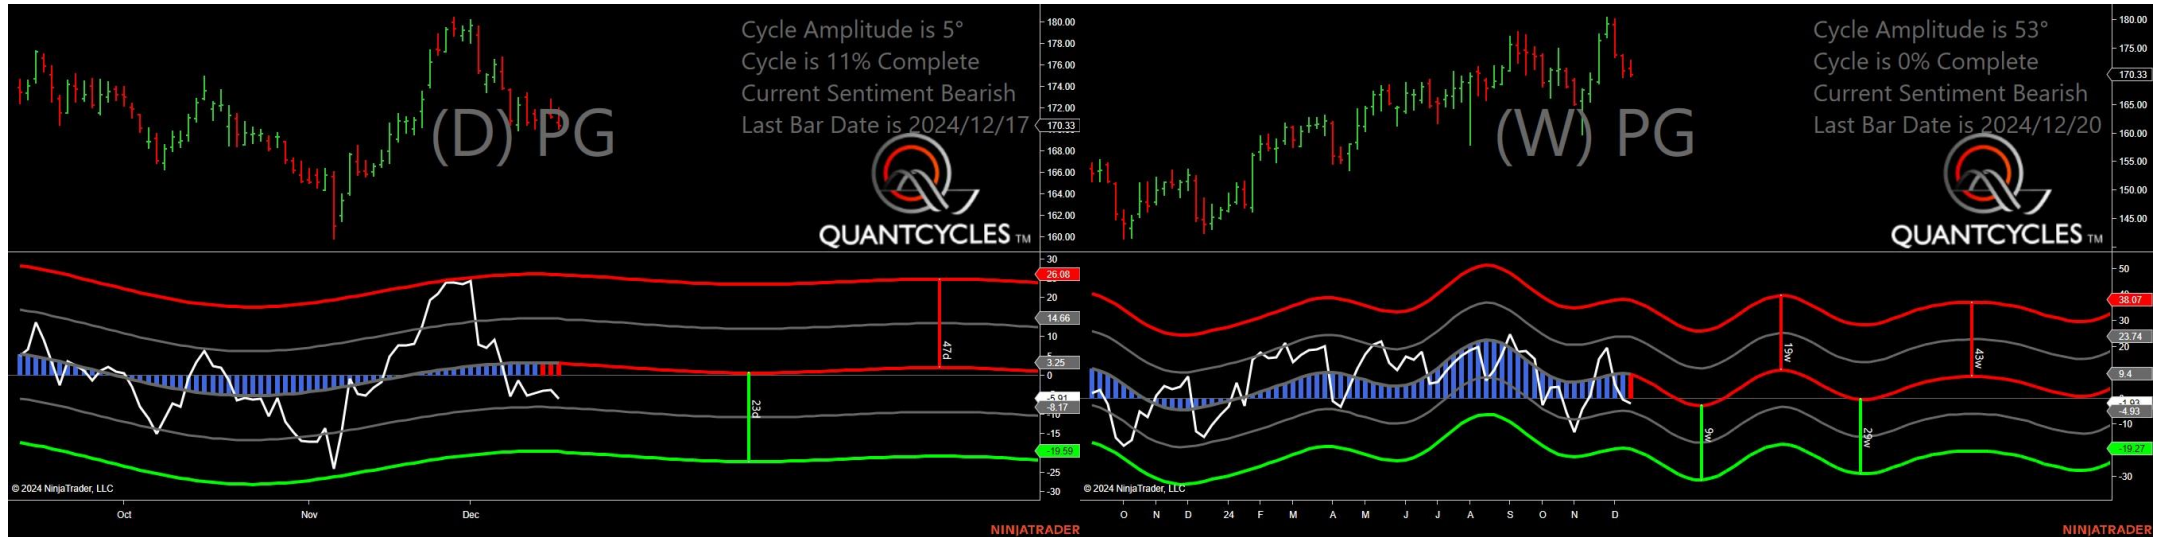 Cycle Amplitude is 5°
Cycle is 11% Complete
Current Sentiment Bearish
Last Bar Date is 2024/12/17
(D) PG
QUANTCYCLES TM
180.00
178.00
176.00
174.00
172.00
170.33
168.00
166.00
164.00
162.00
160.00
30
26.08
20
14.66
10
3.25
0
-5.91
-8.17
-15
-19.59
-25
-30
47d
23d
© 2024 NinjaTrader, LLC
Oct
Nov
Dec
NINJATRADER
Cycle Amplitude is 53°
Cycle is 0% Complete
Current Sentiment Bearish
Last Bar Date is 2024/12/20
(W) PG
QUANTCYCLES TM
180.00
175.00
170.33
165.00
160.00
155.00
150.00
145.00
50
38.07
30
23.74
20
9.4
-1.93
-4.93
-10
-19.27
-30
19w
43w
9w
29w
© 2024 NinjaTrader, LLC
O N D 24 F M A M J J A S O N D
NINJATRADER